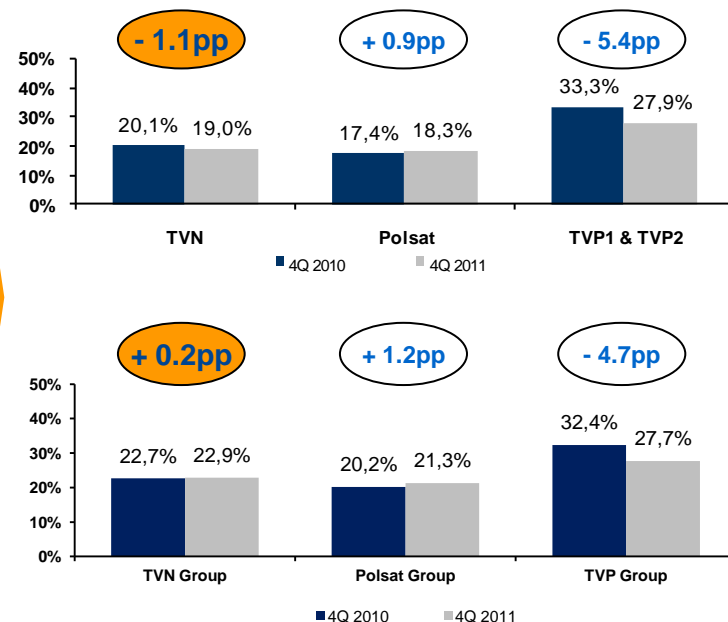 - 1.1pp + 0.9pp - 5.4pp
50%
40%
30%
20%
10%
0%
20,1% 19,0% 17,4% 18,3% 33,3% 27,9%
TVN Polsat TVP1 & TVP2
4Q 2010 4Q 2011
+ 0.2pp + 1.2pp - 4.7pp
50%
40%
30%
20%
10%
0%
22,7% 22,9% 20,2% 21,3% 32,4% 27,7%
TVN Group Polsat Group TVP Group
4Q 2010 4Q 2011